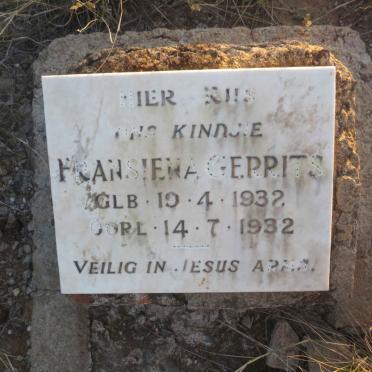 HIER RUS
ONS KINDJIE
FRANSIENA GERRITS
GEB · 19 · 4 · 1932
OORL · 14 · 7 · 1932
VEILIG IN JESUS ARMS.